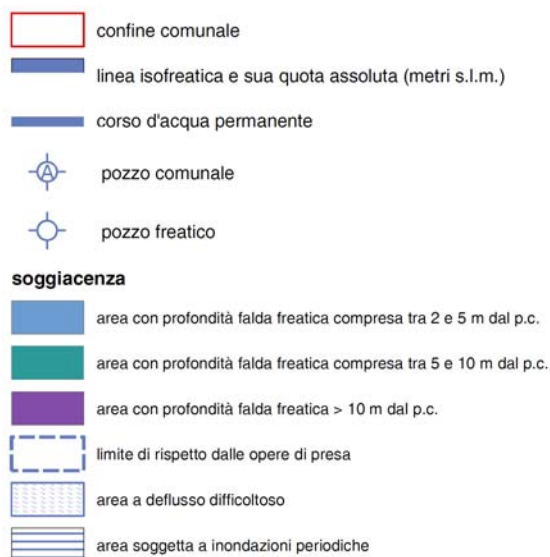 confine comunale
linea isofreatica e sua quota assoluta (metri s.l.m.)
corso d'acqua permanente
A pozzo comunale
pozzo freatico
soggiacenza
area con profondità falda freatica compresa tra 2 e 5 m dal p.c.
area con profondità falda freatica compresa tra 5 e 10 m dal p.c.
area con profondità falda freatica > 10 m dal p.c.
limite di rispetto dalle opere di presa
area a deflusso difficoltoso
area soggetta a inondazioni periodiche